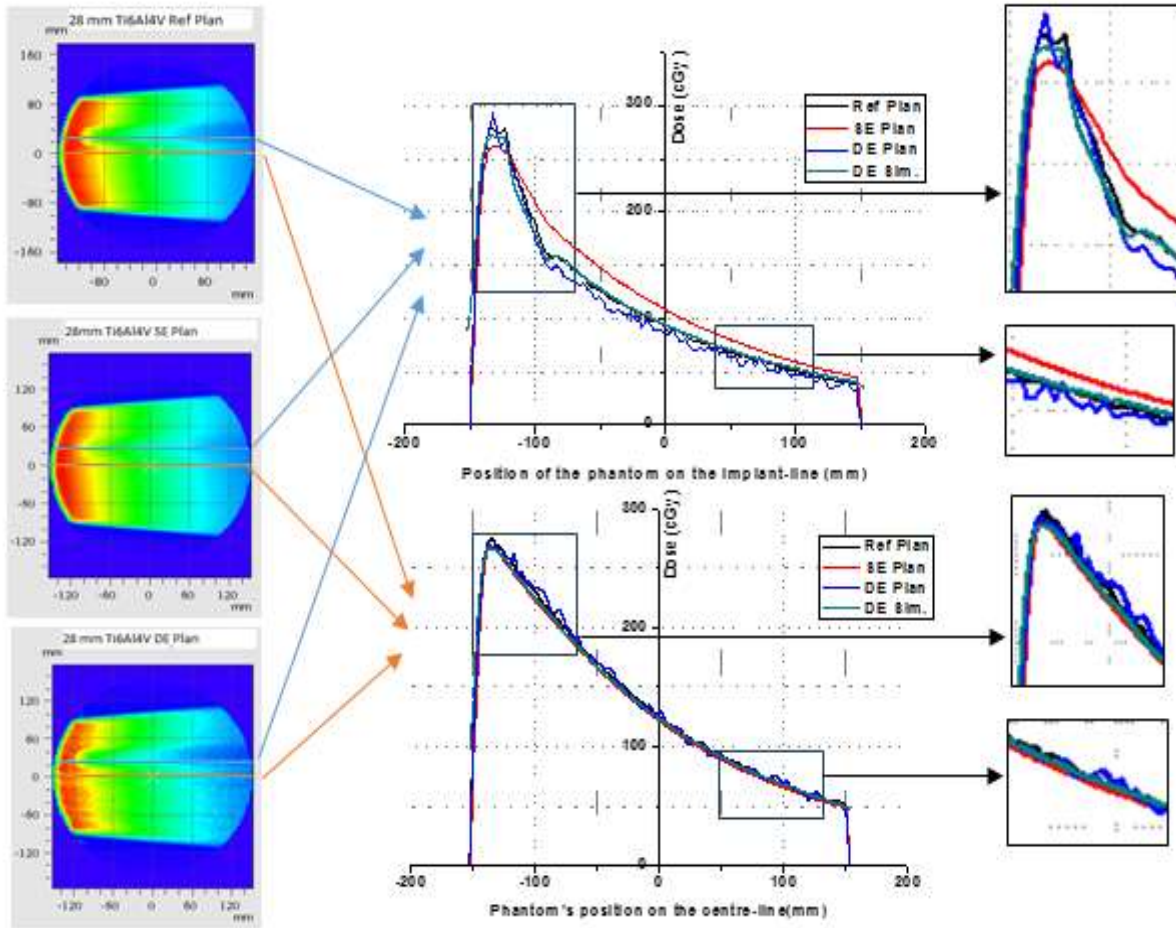 28 mm Ti6Al4V Ref Plan
mm
160
80
0
-80
-160
-80 0 80
mm
28mm Ti6Al4V SE Plan
mm
120
60
0
-60
-120
-120 -60 0 60 120
mm
28 mm Ti6Al4V DE Plan
mm
120
60
0
-60
-120
-120 -60 0 60 120
mm
Dose (cGy)
300
200
0
Ref Plan
SE Plan
DE Plan
DE Sim.
-200 -100 0 100 200
Position of the phantom on the Implant-line (mm)
Dose (cGy)
300
200
100
0
Ref Plan
SE Plan
DE Plan
DE Sim.
-200 -100 0 100 200
Phantom's position on the centre-line(mm)